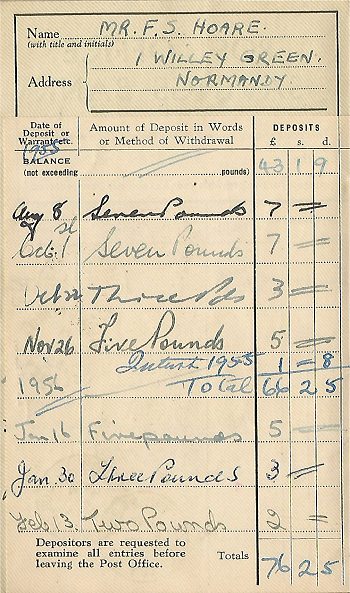 Name MR. F. S. HOARE.
(with title and initials)
1 WILLEY GREEN.
Address NORMANDY.
Date of Deposit or Warrant etc. Amount of Deposit in Words or Method of Withdrawal DEPOSITS £ s. d.
1955
BALANCE
(not exceeding pounds) 43 1 9
Aug 8 Seven Pounds 7 =
Oct: 1st Seven Pounds 7 =
Oct 22 Three Pds 3 =
Nov 26 Five Pounds 5 =
Interest 1955 1 = 8
1956 Total 66 2 5
Jan 16 Five pounds 5 =
Jan. 30 Three Pounds 3 =
Feb 13. Two Pounds 2 =
Depositors are requested to
examine all entries before
leaving the Post Office. Totals 76 2 5